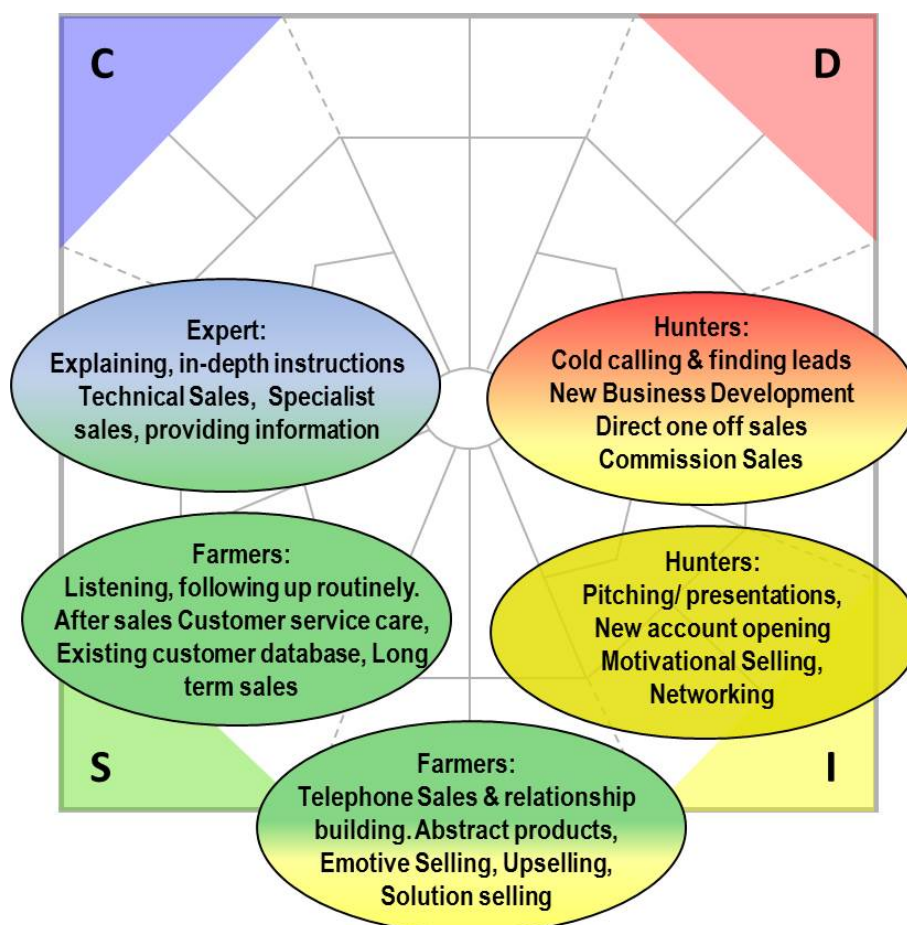 C
D
Expert:
Explaining, in-depth instructions
Technical Sales, Specialist
sales, providing information
Hunters:
Cold calling & finding leads
New Business Development
Direct one off sales
Commission Sales
Farmers:
Listening, following up routinely.
After sales Customer service care,
Existing customer database, Long
term sales
Hunters:
Pitching/ presentations,
New account opening
Motivational Selling,
Networking
S
I
Farmers:
Telephone Sales & relationship
building. Abstract products,
Emotive Selling, Upselling,
Solution selling